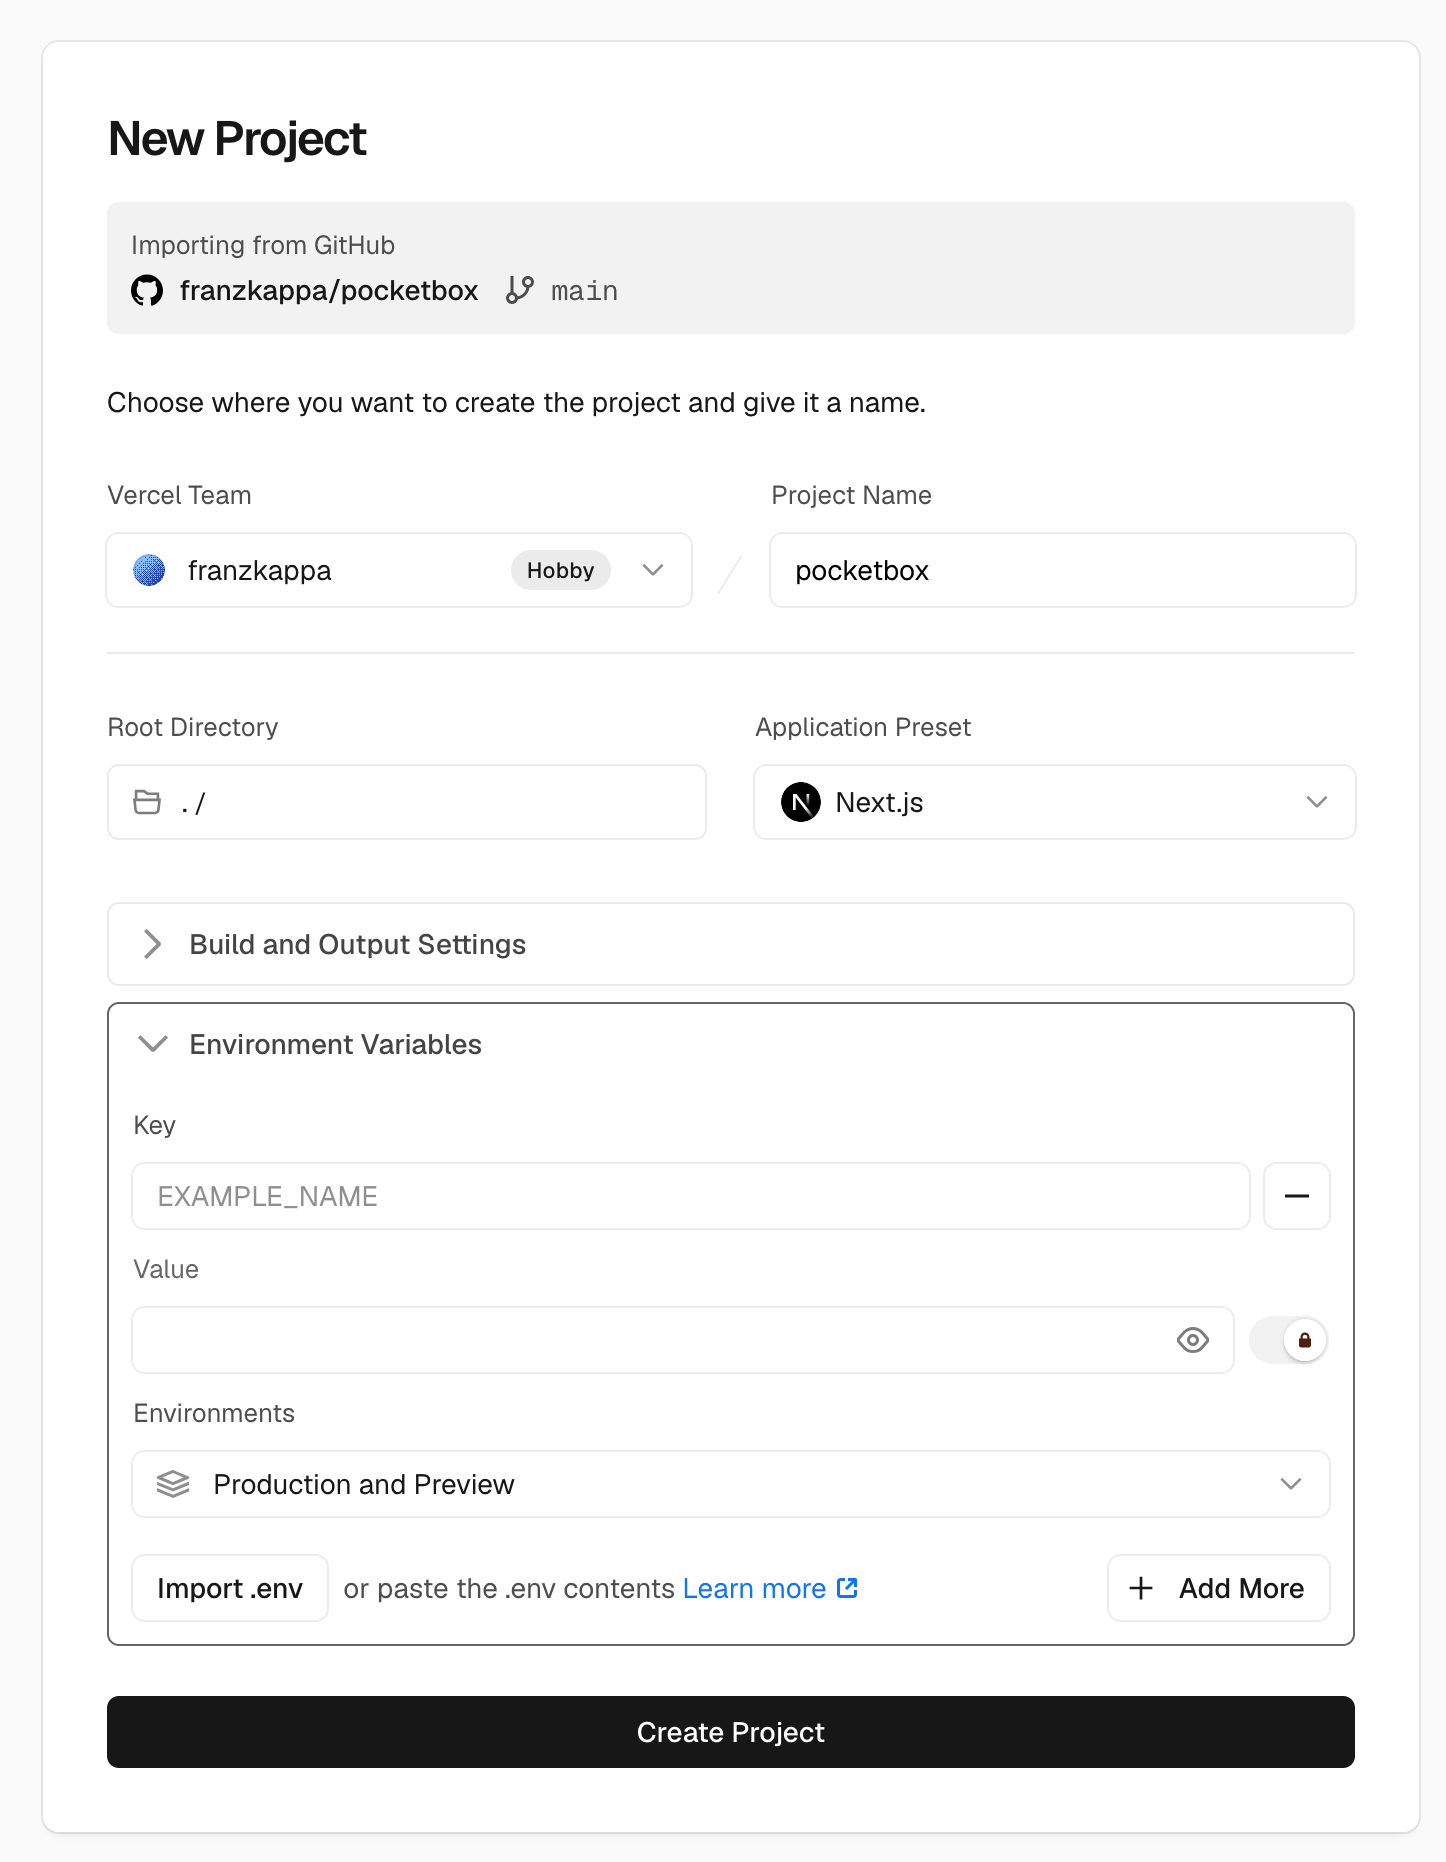 New Project
Importing from GitHub
franzkappa/pocketbox main
Choose where you want to create the project and give it a name.
Vercel Team
Project Name
franzkappa Hobby
/
pocketbox
Root Directory
Application Preset
./
N Next.js
Build and Output Settings
Environment Variables
Key
EXAMPLE_NAME
Value
Environments
Production and Preview
Import .env or paste the .env contents Learn more
Add More
Create Project